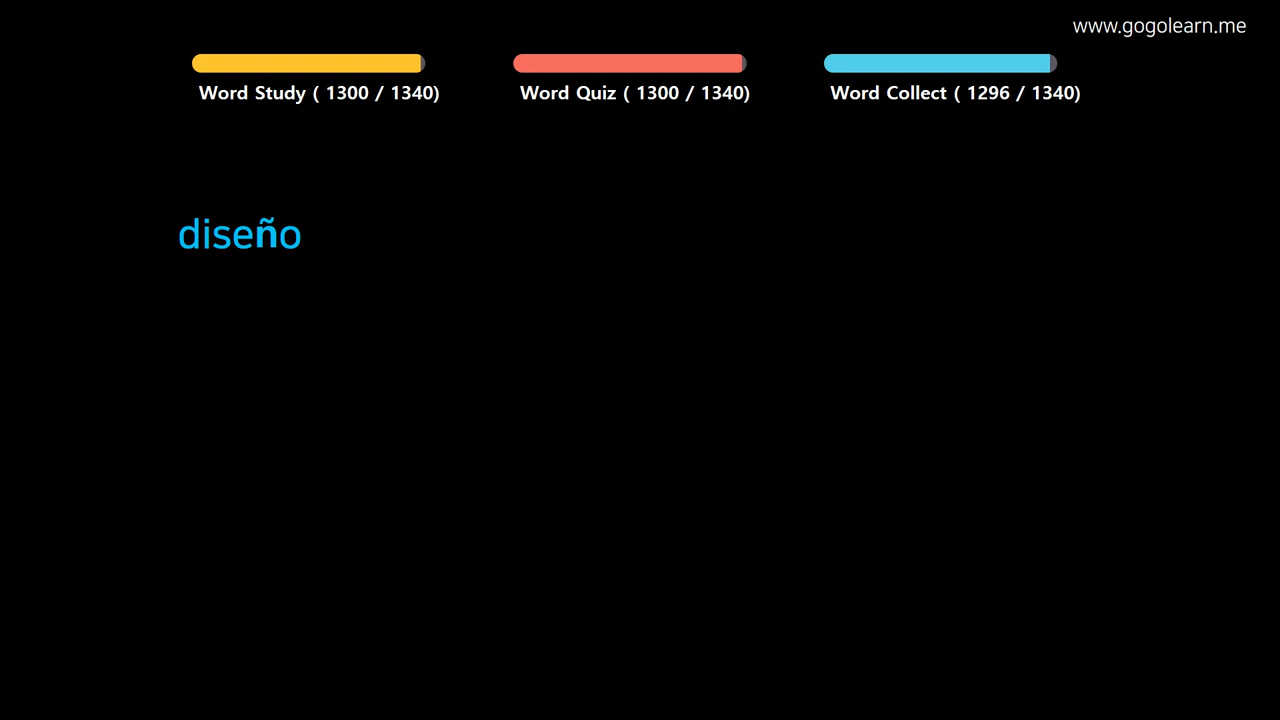 www.gogolearn.me
Word Study ( 1300 / 1340)
Word Quiz ( 1300 / 1340)
Word Collect ( 1296 / 1340)
diseño